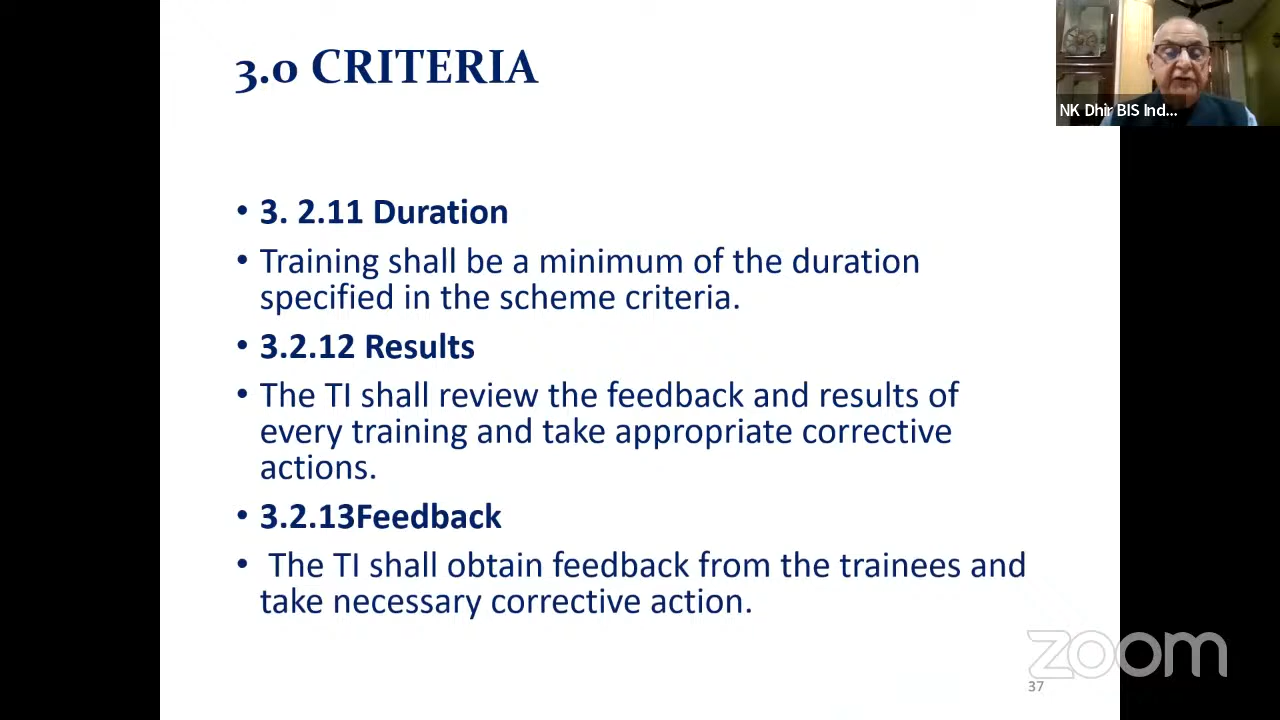 3.0 CRITERIA
NK Dhir BIS Ind...
• 3. 2.11 Duration
• Training shall be a minimum of the duration
specified in the scheme criteria.
• 3.2.12 Results
• The TI shall review the feedback and results of
every training and take appropriate corrective
actions.
• 3.2.13Feedback
• The TI shall obtain feedback from the trainees and
take necessary corrective action.
zoom
37